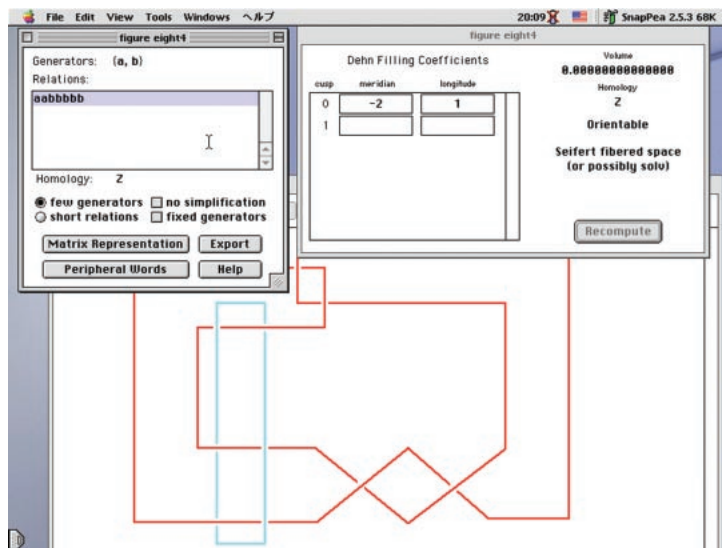 File Edit View Tools Windows ヘルプ 20:09 SnapPea 2.5.3 68K
figure eight4
Generators: (a, b)
Relations:
aabbbbb
Homology: Z
few generators no simplification
short relations fixed generators
Matrix Representation Export
Peripheral Words Help
figure eight4
Dehn Filling Coefficients
cusp meridian longitude
0 -2 1
1
Volume
0.00000000000000
Homology
Z
Orientable
Seifert fibered space
(or possibly solv)
Recompute